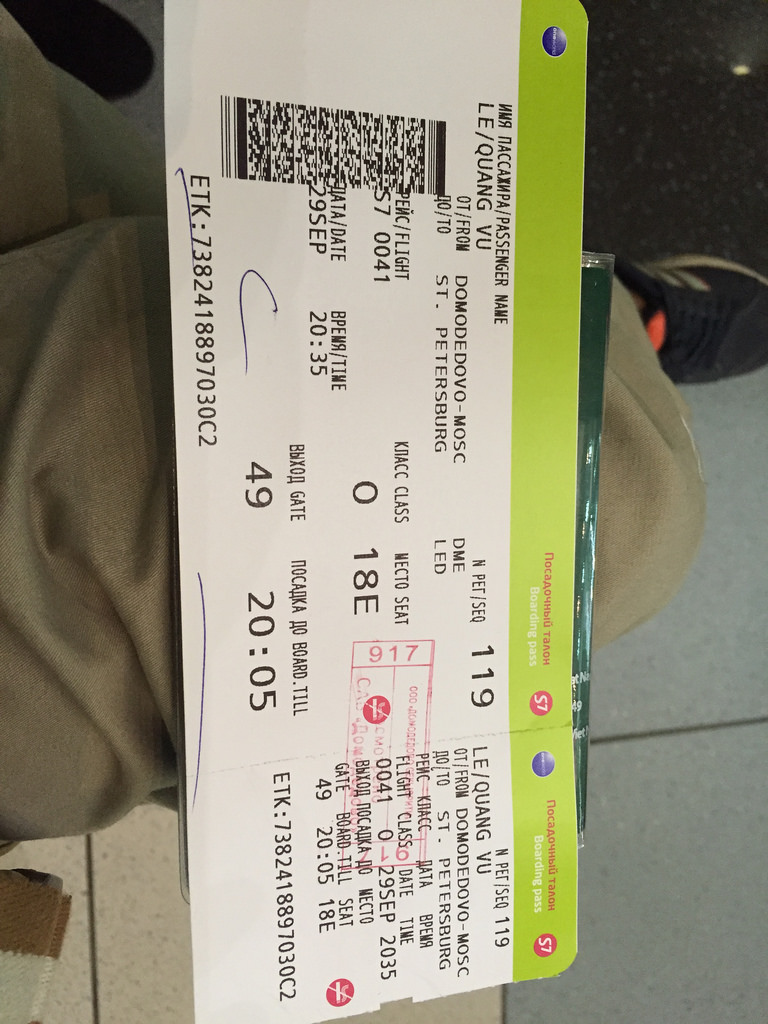 Посадочный талон
Boarding pass
S7
ИМЯ ПАССАЖИРА/PASSENGER NAME
LE/QUANG VU
N РЕГ/SEQ 119
ОТ/FROM DOMODEDOVO-MOSC DME
ДО/TO ST. PETERSBURG LED
РЕЙС/FLIGHT
S7 0041
КЛАСС CLASS
O
МЕСТО SEAT
18E
ДАТА/DATE
29SEP
ВРЕМЯ/TIME
20:35
ВЫХОД GATE
49
ПОСАДКА ДО BOARD.TILL
20:05
ETK:7382418897030C2
917
Посадочный талон
Boarding pass
S7
N РЕГ/SEQ 119
LE/QUANG VU
ОТ/FROM DOMODEDOVO-MOSC
ДО/TO ST. PETERSBURG
РЕЙС КЛАСС ДАТА ВРЕМЯ
FLIGHT CLASS DATE TIME
0041 O 29SEP 2035
ВЫХОД ПОСАДКА ДО МЕСТО
GATE BOARD.TILL SEAT
49 20:05 18E
ETK:7382418897030C2